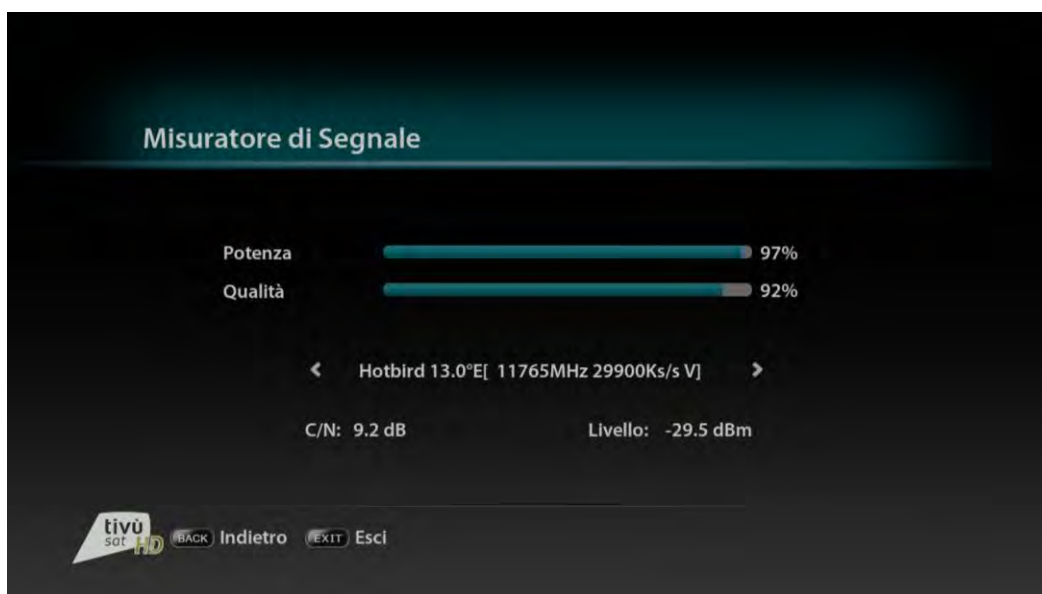 Misuratore di Segnale
Potenza 97%
Qualità 92%
Hotbird 13.0°E[ 11765MHz 29900Ks/s V]
C/N: 9.2 dB Livello: -29.5 dBm
tivù
sat HD
BACK Indietro EXIT Esci